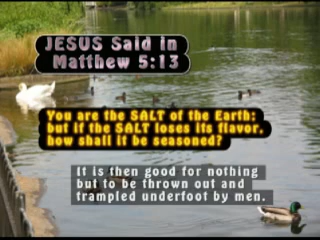 JESUS Said in
Matthew 5:13
You are the SALT of the Earth;
but if the SALT loses its flavor,
how shall it be seasoned?
It is then good for nothing
but to be thrown out and
trampled underfoot by men.